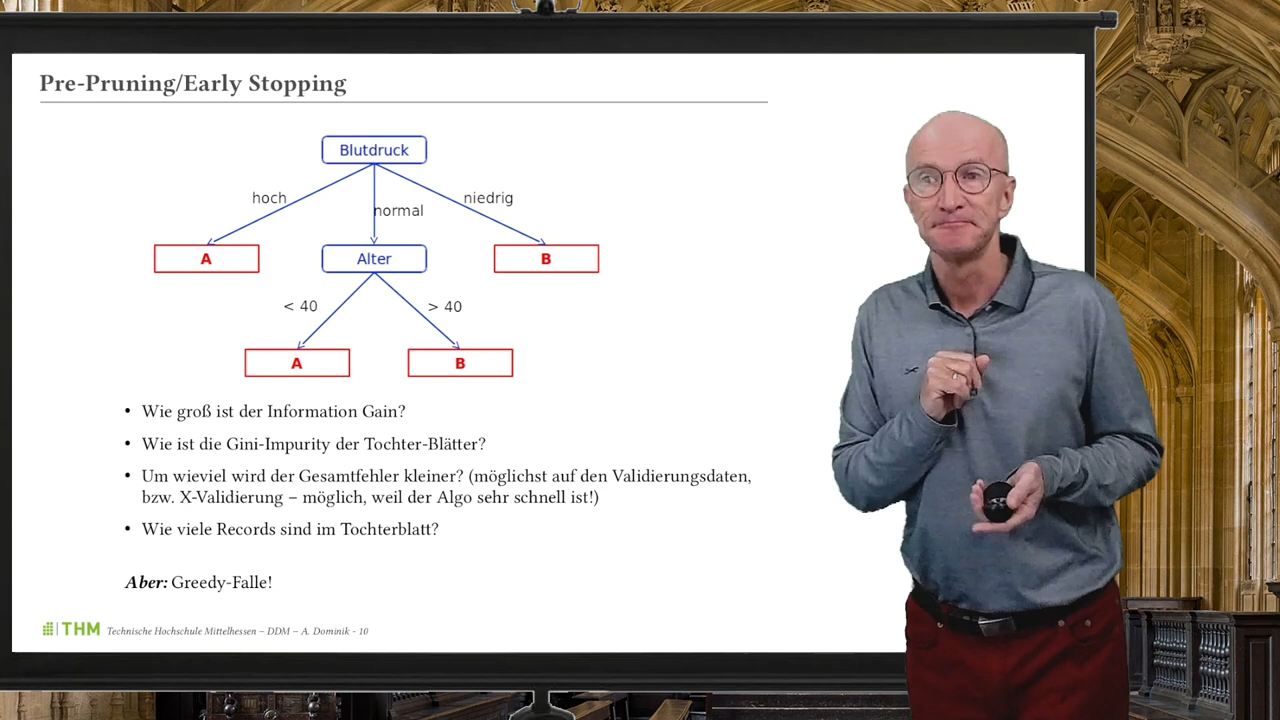 Pre-Pruning/Early Stopping
Blutdruck
hoch
normal
niedrig
A
Alter
B
< 40
> 40
A
B
• Wie groß ist der Information Gain?
• Wie ist die Gini-Impurity der Tochter-Blätter?
• Um wieviel wird der Gesamtfehler kleiner? (möglichst auf den Validierungsdaten,
bzw. X-Validierung – möglich, weil der Algo sehr schnell ist!)
• Wie viele Records sind im Tochterblatt?
Aber: Greedy-Falle!
THM Technische Hochschule Mittelhessen – DDM – A. Dominik - 10